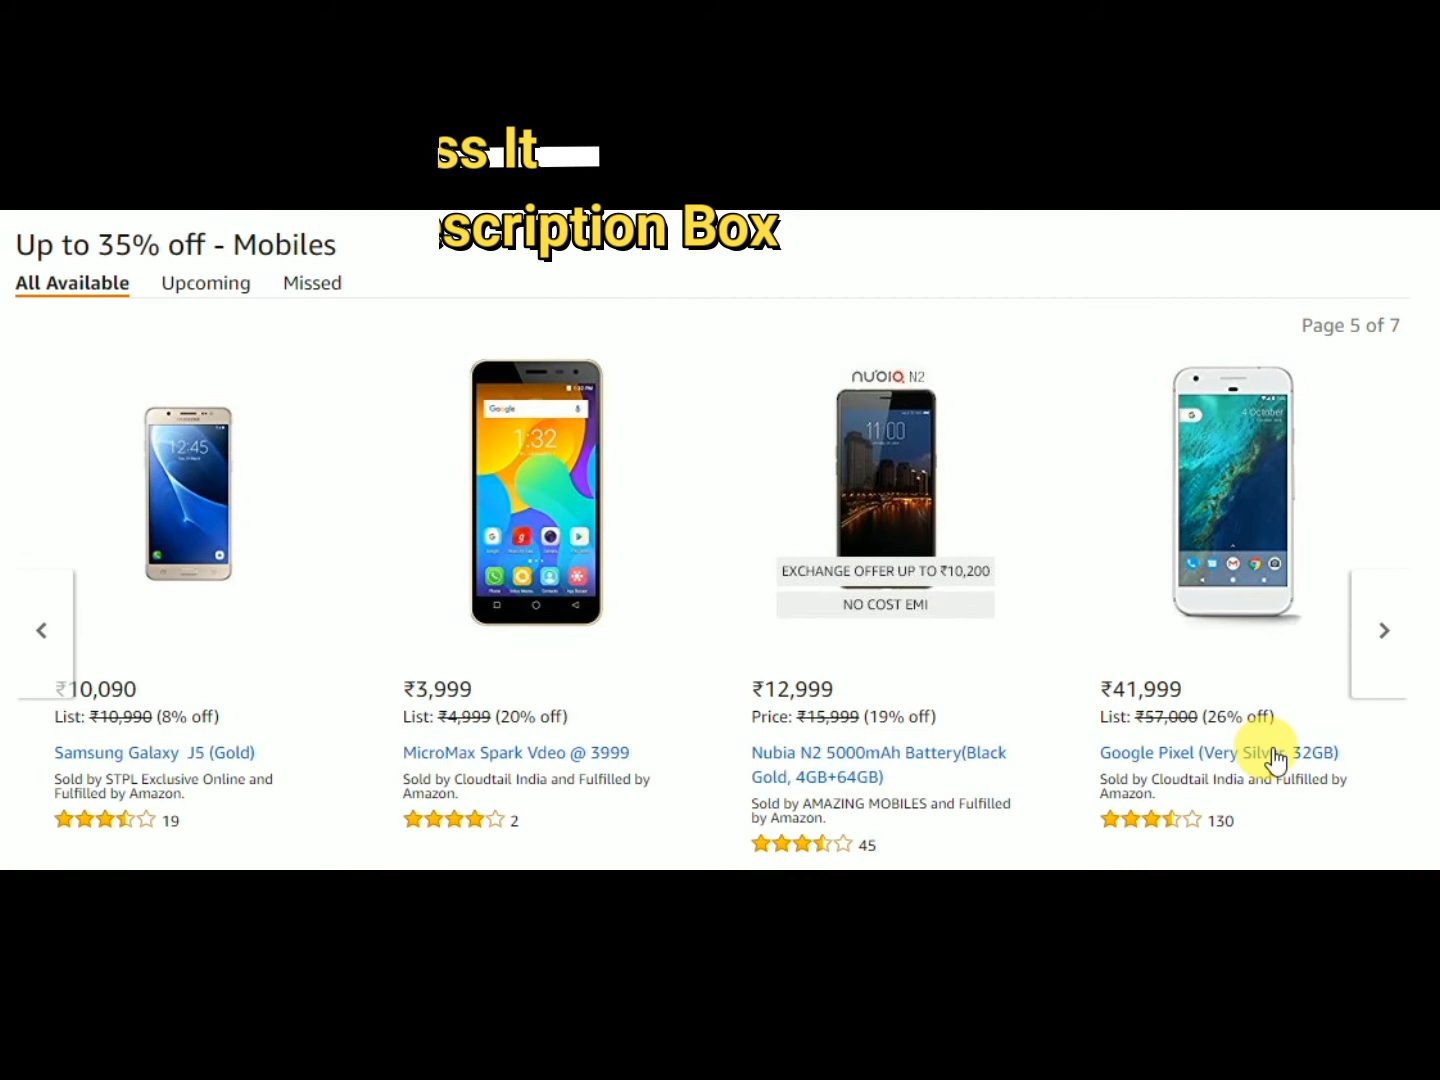 ss It
scription Box
Up to 35% off - Mobiles
All Available Upcoming Missed
Page 5 of 7
12:45
Google
1:32
nubia N2
11:00
EXCHANGE OFFER UP TO ₹10,200
NO COST EMI
4 October
₹10,090
List: ₹10,990 (8% off)
Samsung Galaxy J5 (Gold)
Sold by STPL Exclusive Online and
Fulfilled by Amazon.
19
₹3,999
List: ₹4,999 (20% off)
MicroMax Spark Vdeo @ 3999
Sold by Cloudtail India and Fulfilled by
Amazon.
2
₹12,999
Price: ₹15,999 (19% off)
Nubia N2 5000mAh Battery(Black
Gold, 4GB+64GB)
Sold by AMAZING MOBILES and Fulfilled
by Amazon.
45
₹41,999
List: ₹57,000 (26% off)
Google Pixel (Very Silver, 32GB)
Sold by Cloudtail India and Fulfilled by
Amazon.
130